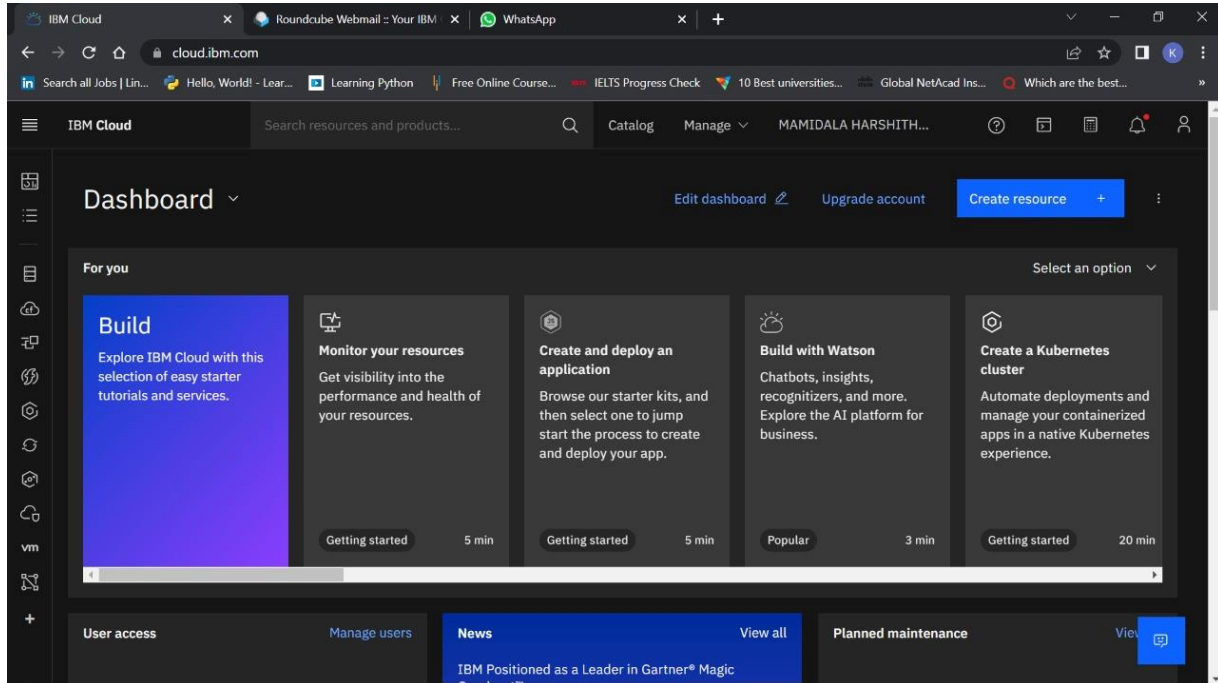 IBM Cloud
Roundcube Webmail :: Your IBM
WhatsApp
cloud.ibm.com
K
Search all Jobs | Lin...
Hello, World! - Lear...
Learning Python
Free Online Course...
IELTS Progress Check
10 Best universities...
Global NetAcad Ins...
Which are the best...
IBM Cloud
Search resources and products...
Catalog
Manage
MAMIDALA HARSHITH...
Dashboard
Edit dashboard
Upgrade account
Create resource +
For you
Select an option
Build
Explore IBM Cloud with this
selection of easy starter
tutorials and services.
Monitor your resources
Get visibility into the
performance and health of
your resources.
Getting started
5 min
Create and deploy an
application
Browse our starter kits, and
then select one to jump
start the process to create
and deploy your app.
Getting started
5 min
Build with Watson
Chatbots, insights,
recognitizers, and more.
Explore the AI platform for
business.
Popular
3 min
Create a Kubernetes
cluster
Automate deployments and
manage your containerized
apps in a native Kubernetes
experience.
Getting started
20 min
vm
User access
Manage users
News
View all
IBM Positioned as a Leader in Gartner® Magic
Planned maintenance